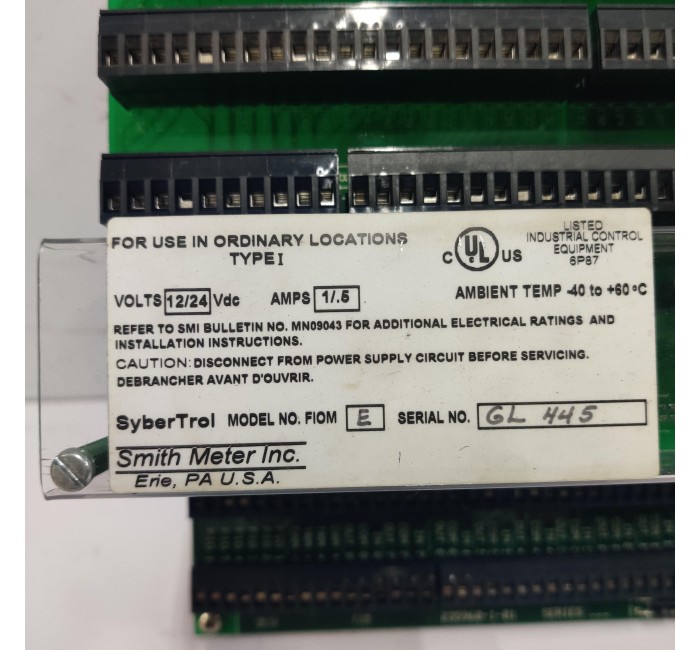 FOR USE IN ORDINARY LOCATIONS
TYPE I
C UL US
LISTED
INDUSTRIAL CONTROL
EQUIPMENT
6P87
VOLTS 12/24 Vdc AMPS 1/.5 AMBIENT TEMP -40 to +60 °C
REFER TO SMI BULLETIN NO. MN09043 FOR ADDITIONAL ELECTRICAL RATINGS AND
INSTALLATION INSTRUCTIONS.
CAUTION: DISCONNECT FROM POWER SUPPLY CIRCUIT BEFORE SERVICING.
DEBRANCHER AVANT D'OUVRIR.
SyberTrol MODEL NO. FIOM E SERIAL NO. GL 445
Smith Meter Inc.
Erie, PA U.S.A.
SERIES